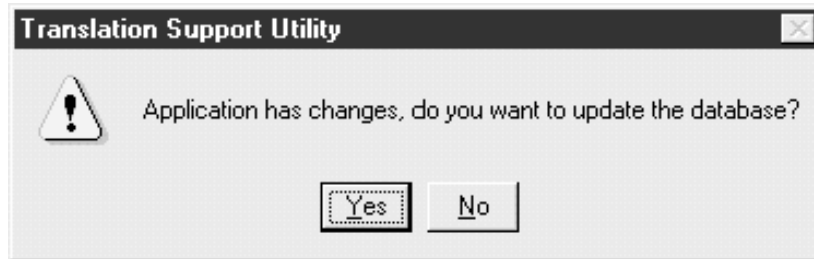 Translation Support Utility
Application has changes, do you want to update the database?
Yes No